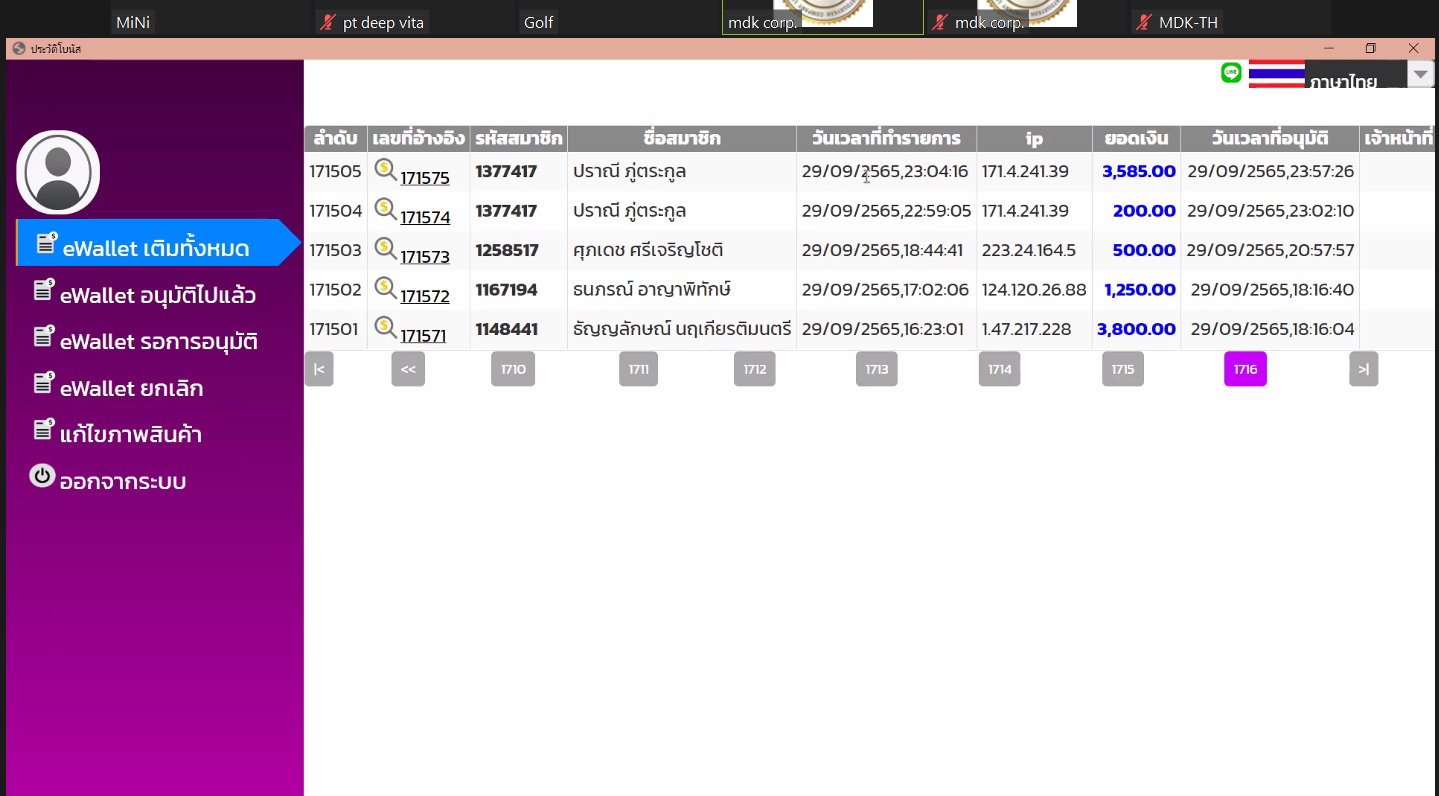 MiNi pt deep vita Golf mdk corp. mdk corp. MDK-TH
ประวัติโบนัส
LINE ภาษาไทย
ลำดับ เลขที่อ้างอิง รหัสสมาชิก ชื่อสมาชิก วันเวลาที่ทำรายการ ip ยอดเงิน วันเวลาที่อนุมัติ เจ้าหน้าที่
171505 171575 1377417 ปราณี ภู่ตระกูล 29/09/2565,23:04:16 171.4.241.39 3,585.00 29/09/2565,23:57:26
171504 171574 1377417 ปราณี ภู่ตระกูล 29/09/2565,22:59:05 171.4.241.39 200.00 29/09/2565,23:02:10
171503 171573 1258517 ศุภเดช ศรีเจริญโชติ 29/09/2565,18:44:41 223.24.164.5 500.00 29/09/2565,20:57:57
171502 171572 1167194 ธนภรณ์ อาญาพิทักษ์ 29/09/2565,17:02:06 124.120.26.88 1,250.00 29/09/2565,18:16:40
171501 171571 1148441 ธัญญลักษณ์ นฤเกียรติมนตรี 29/09/2565,16:23:01 1.47.217.228 3,800.00 29/09/2565,18:16:04
|< << 1710 1711 1712 1713 1714 1715 1716 >|
eWallet เติมทั้งหมด
eWallet อนุมัติไปแล้ว
eWallet รอการอนุมัติ
eWallet ยกเลิก
แก้ไขภาพสินค้า
ออกจากระบบ